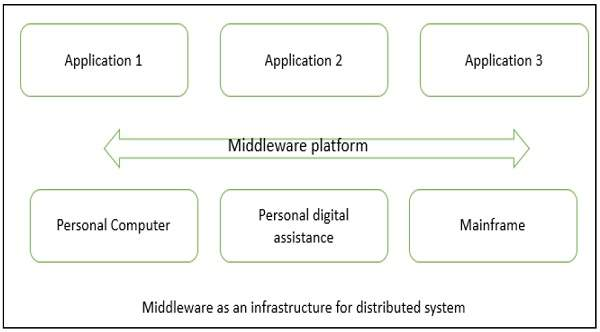 Application 1
Application 2
Application 3
Middleware platform
Personal Computer
Personal digital
assistance
Mainframe
Middleware as an infrastructure for distributed system